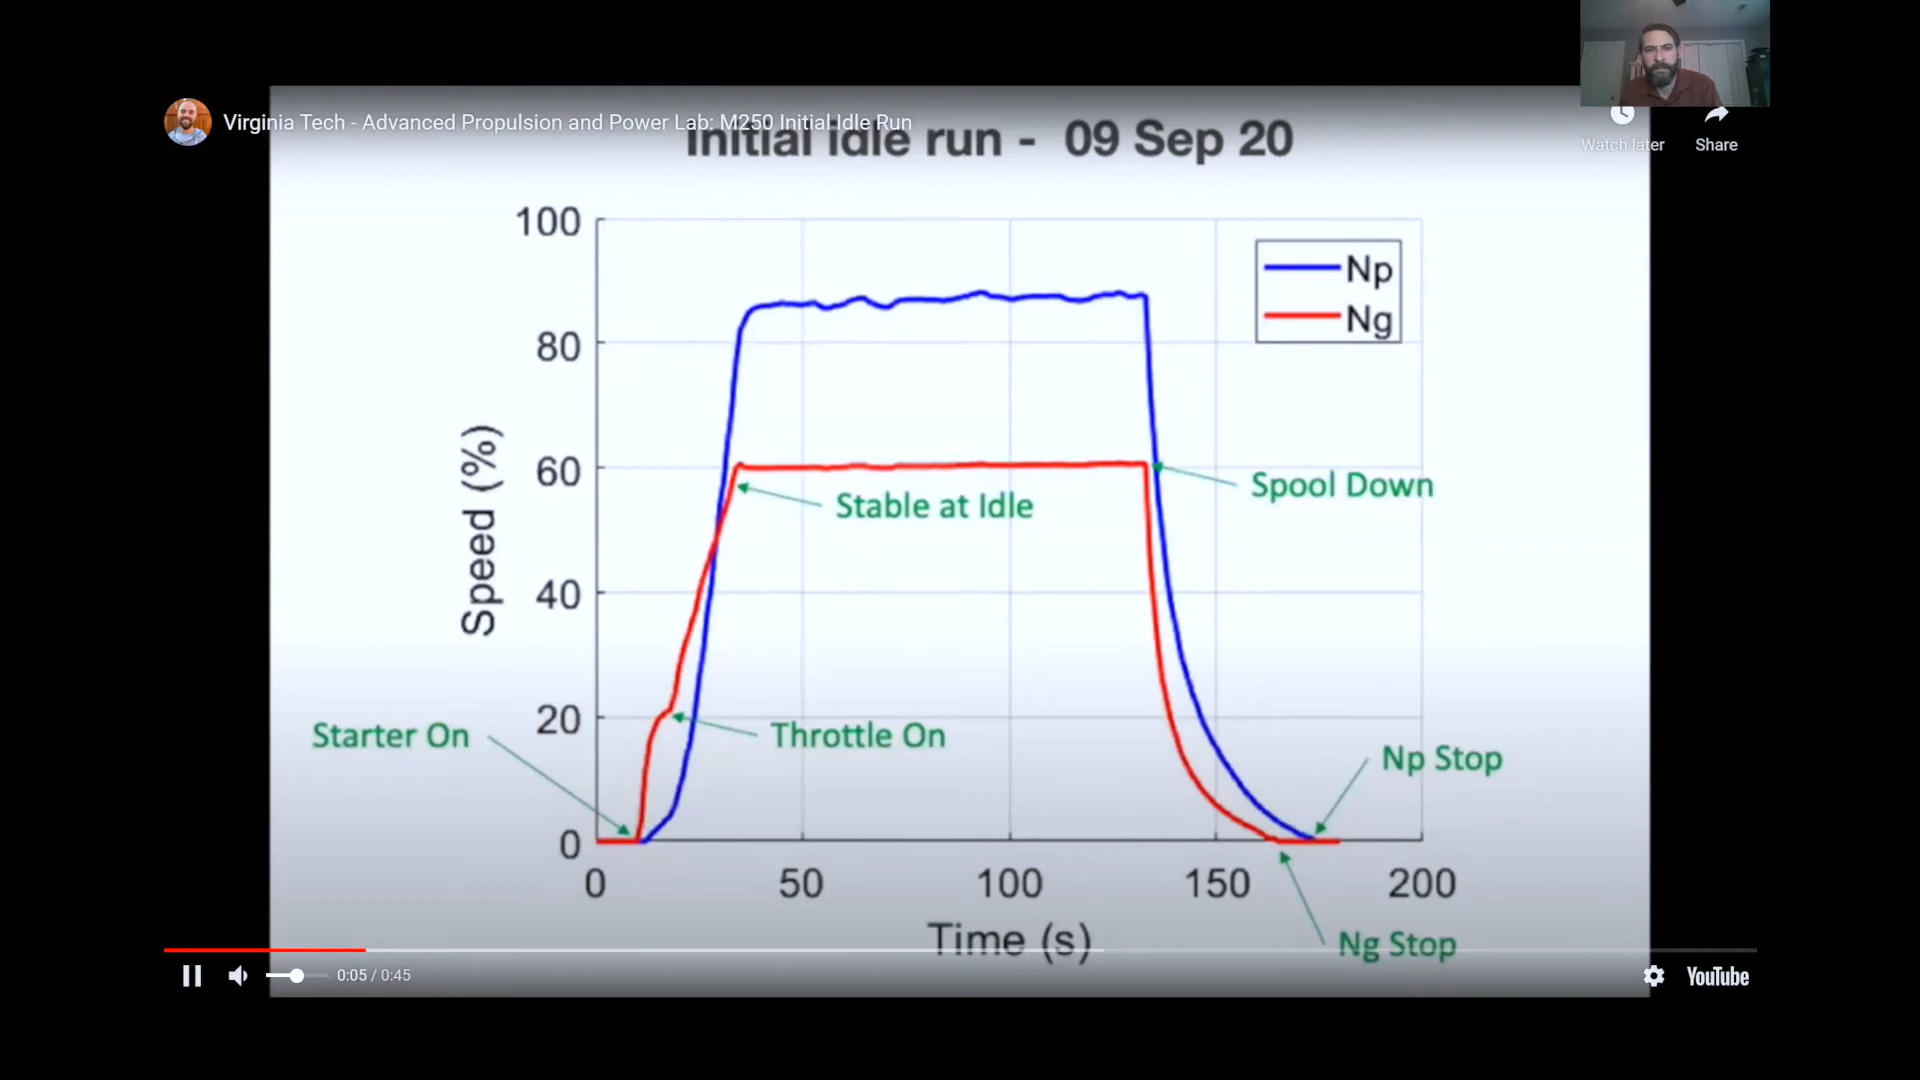 Virginia Tech - Advanced Propulsion and Power Lab: M250 Initial Idle Run
Watch later
Share
Initial idle run - 09 Sep 20
100
80
60
40
20
0
Speed (%)
Np
Ng
Stable at Idle
Spool Down
Starter On
Throttle On
Np Stop
0
50
100
150
200
Time (s)
Ng Stop
0:05 / 0:45
YouTube